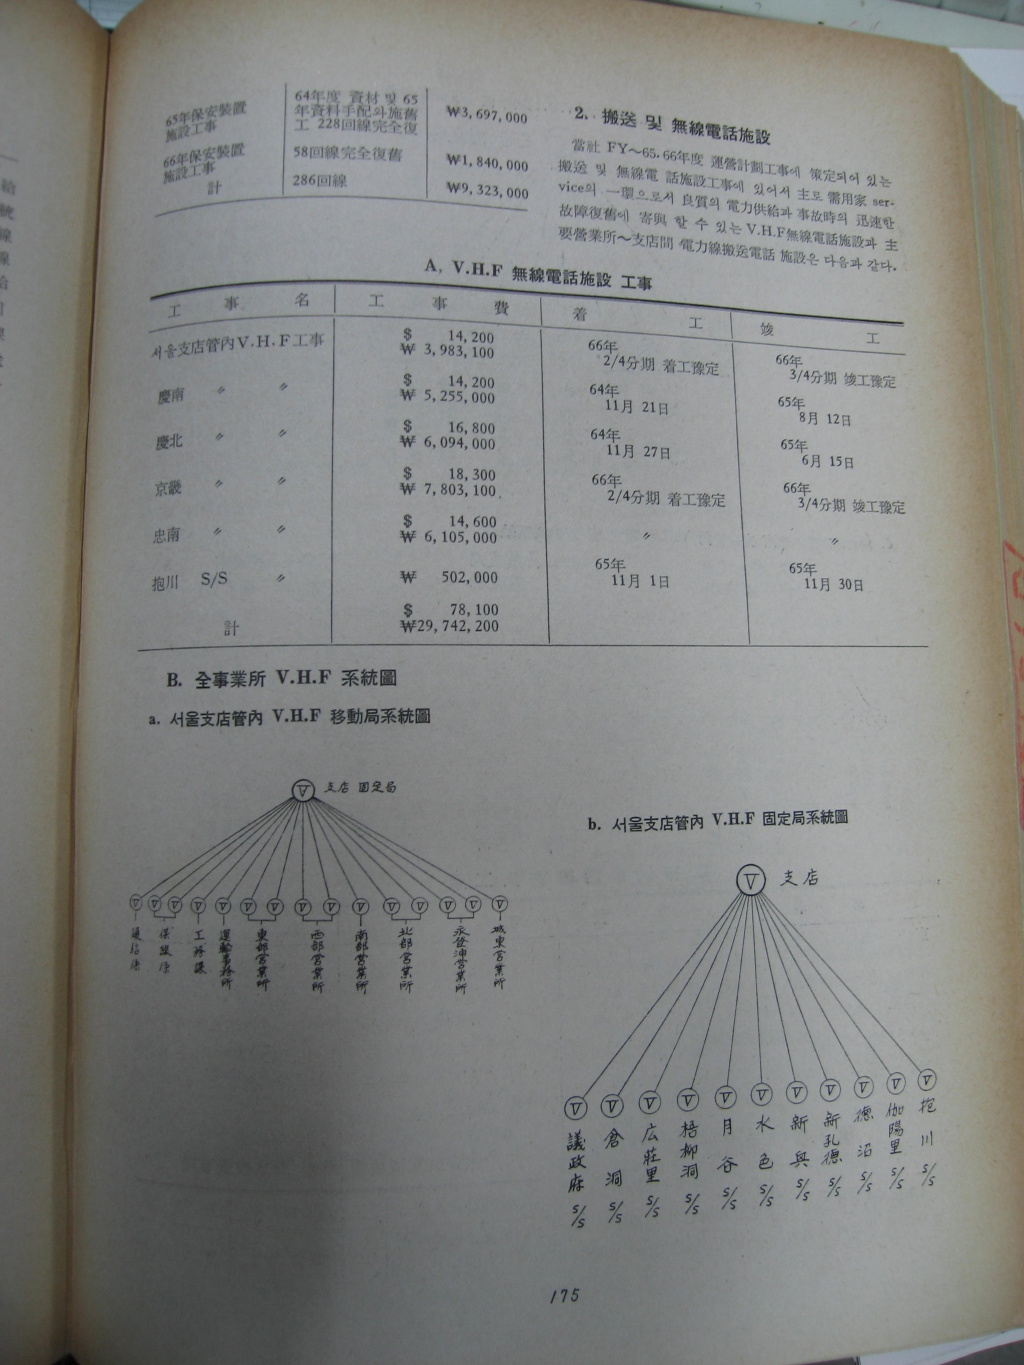 65年保安裝置
施設工事
64年度 資材 및 65
年資料手配와 施舊
工 228回線完全復
₩3,697,000
66年保安裝置
施設工事
58回線完全復舊
₩1,840,000
計
286回線
₩9,323,000
2. 搬送 및 無線電話施設
當社 FY～65.66年度 運營計劃工事에 策定되어 있는
搬送 및 無線電 話施設工事에 있어서 主로 需用家 ser-
vice의 一環으로서 良質의 電力供給과 事故時의 迅速한
故障復舊에 寄與 할 수 있는 V.H.F無線電話施設과 主
要營業所～支店間 電力線搬送電話 施設은 다음과 같다.
A, V.H.F 無線電話施設 工事
工 事 名 工 事 費 着 工 竣 工
서울支店管內V.H.F工事
$ 14,200
₩ 3,983,100
66年
2/4分期 着工豫定
66年
3/4分期 竣工豫定
慶南 〃 〃
$ 14,200
₩ 5,255,000
64年
11月 21日
65年
8月 12日
慶北 〃 〃
$ 16,800
₩ 6,094,000
64年
11月 27日
65年
6月 15日
京畿 〃 〃
$ 18,300
₩ 7,803,100
66年
2/4分期 着工豫定
66年
3/4分期 竣工豫定
忠南 〃 〃
$ 14,600
₩ 6,105,000
〃
〃
抱川 S/S 〃
₩ 502,000
65年
11月 1日
65年
11月 30日
計
$ 78,100
₩29,742,200
B. 全事業所 V.H.F 系統圖
a. 서울支店管內 V.H.F 移動局系統圖
支店 固定局
工務課
運輸事務所
東部営業所
西部営業所
南部営業所
北部営業所
永登浦営業所
城東営業所
b. 서울支店管內 V.H.F 固定局系統圖
支店
議政府 S/S
倉洞 S/S
広莊里 S/S
梧柳洞 S/S
月谷 S/S
水色 S/S
新興 S/S
新孔德 S/S
德沼 S/S
伽陽里 S/S
抱川 S/S
175